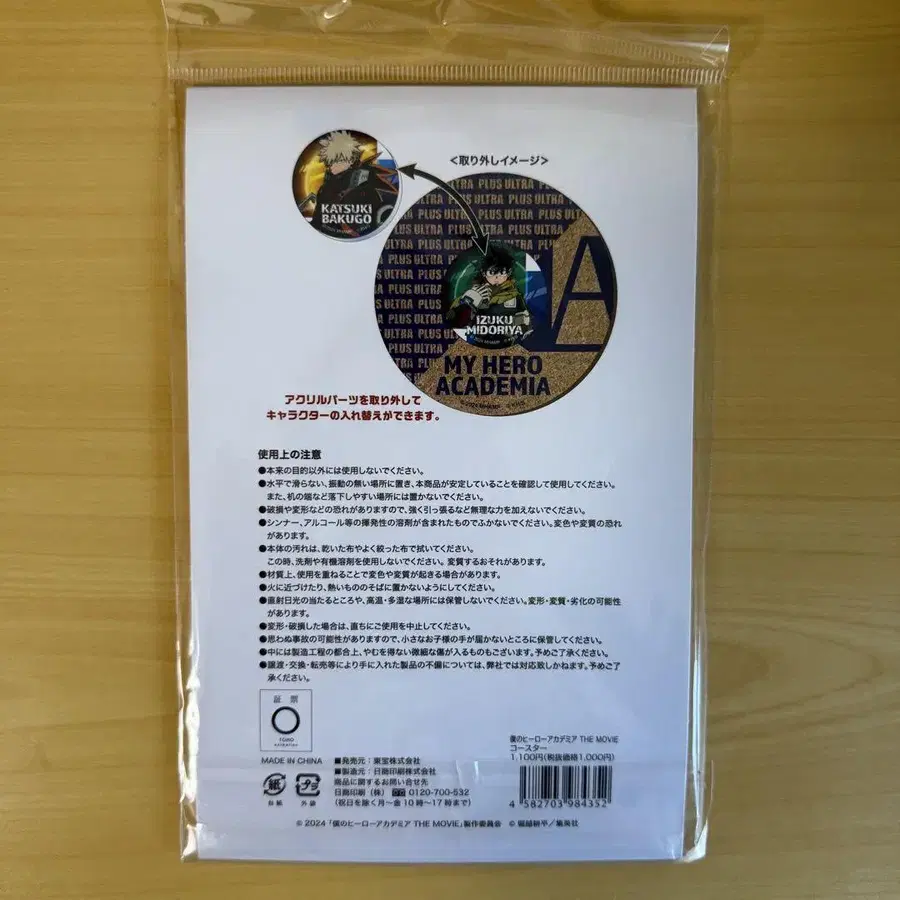 <取り外しイメージ>
KATSUKI
BAKUGO
PLUS ULTRA PLUS ULTRA
IZUKU
MIDORIYA
A
MY HERO
ACADEMIA
アクリルパーツを取り外して
キャラクターの入れ替えができます。
使用上の注意
●本来の目的以外には使用しないでください。
●水平で滑らない、振動の無い場所に置き、本商品が安定していることを確認して使用してください。
また、机の端など落下しやすい場所には置かないでください。
●破損や変形などの恐れがありますので、強く引っ張るなど無理な力を加えないでください。
●シンナー、アルコール等の揮発性の溶剤が含まれたものでふかないでください。変色や変質の恐れ
があります。
●本体の汚れは、乾いた布やよく絞った布で拭いてください。
この時、洗剤や有機溶剤を使用しないでください。変質するおそれがあります。
●材質上、使用を重ねることで変色や変質が起きる場合があります。
●火に近づけたり、熱いもののそばに置かないようにしてください。
●直射日光の当たるところや、高温・多湿な場所には保管しないでください。変形・変質・劣化の可能性
があります。
●変形・破損した場合は、直ちにご使用を中止してください。
●思わぬ事故の可能性がありますので、小さなお子様の手が届かないところに保管してください。
●中には製造工程の都合上、やむを得ない微細な傷が入るものもございます。予めご了承ください。
●譲渡・交換・転売等により手に入れた製品の不備については、弊社では対応致しかねます。予めご了
承ください。
証票
TOHO
MADE IN CHINA
紙
台紙
プラ
外袋
■発売元:東宝株式会社
■製造元:日商印刷株式会社
商品に関するお問い合せ先
日商印刷(株) 0120-700-532
(祝日を除く月〜金 10時〜17時まで)
僕のヒーローアカデミア THE MOVIE
コースター
1,100円(税抜価格1,000円)
4 582703 984352
© 2024「僕のヒーローアカデミア THE MOVIE」製作委員会 © 堀越耕平/集英社